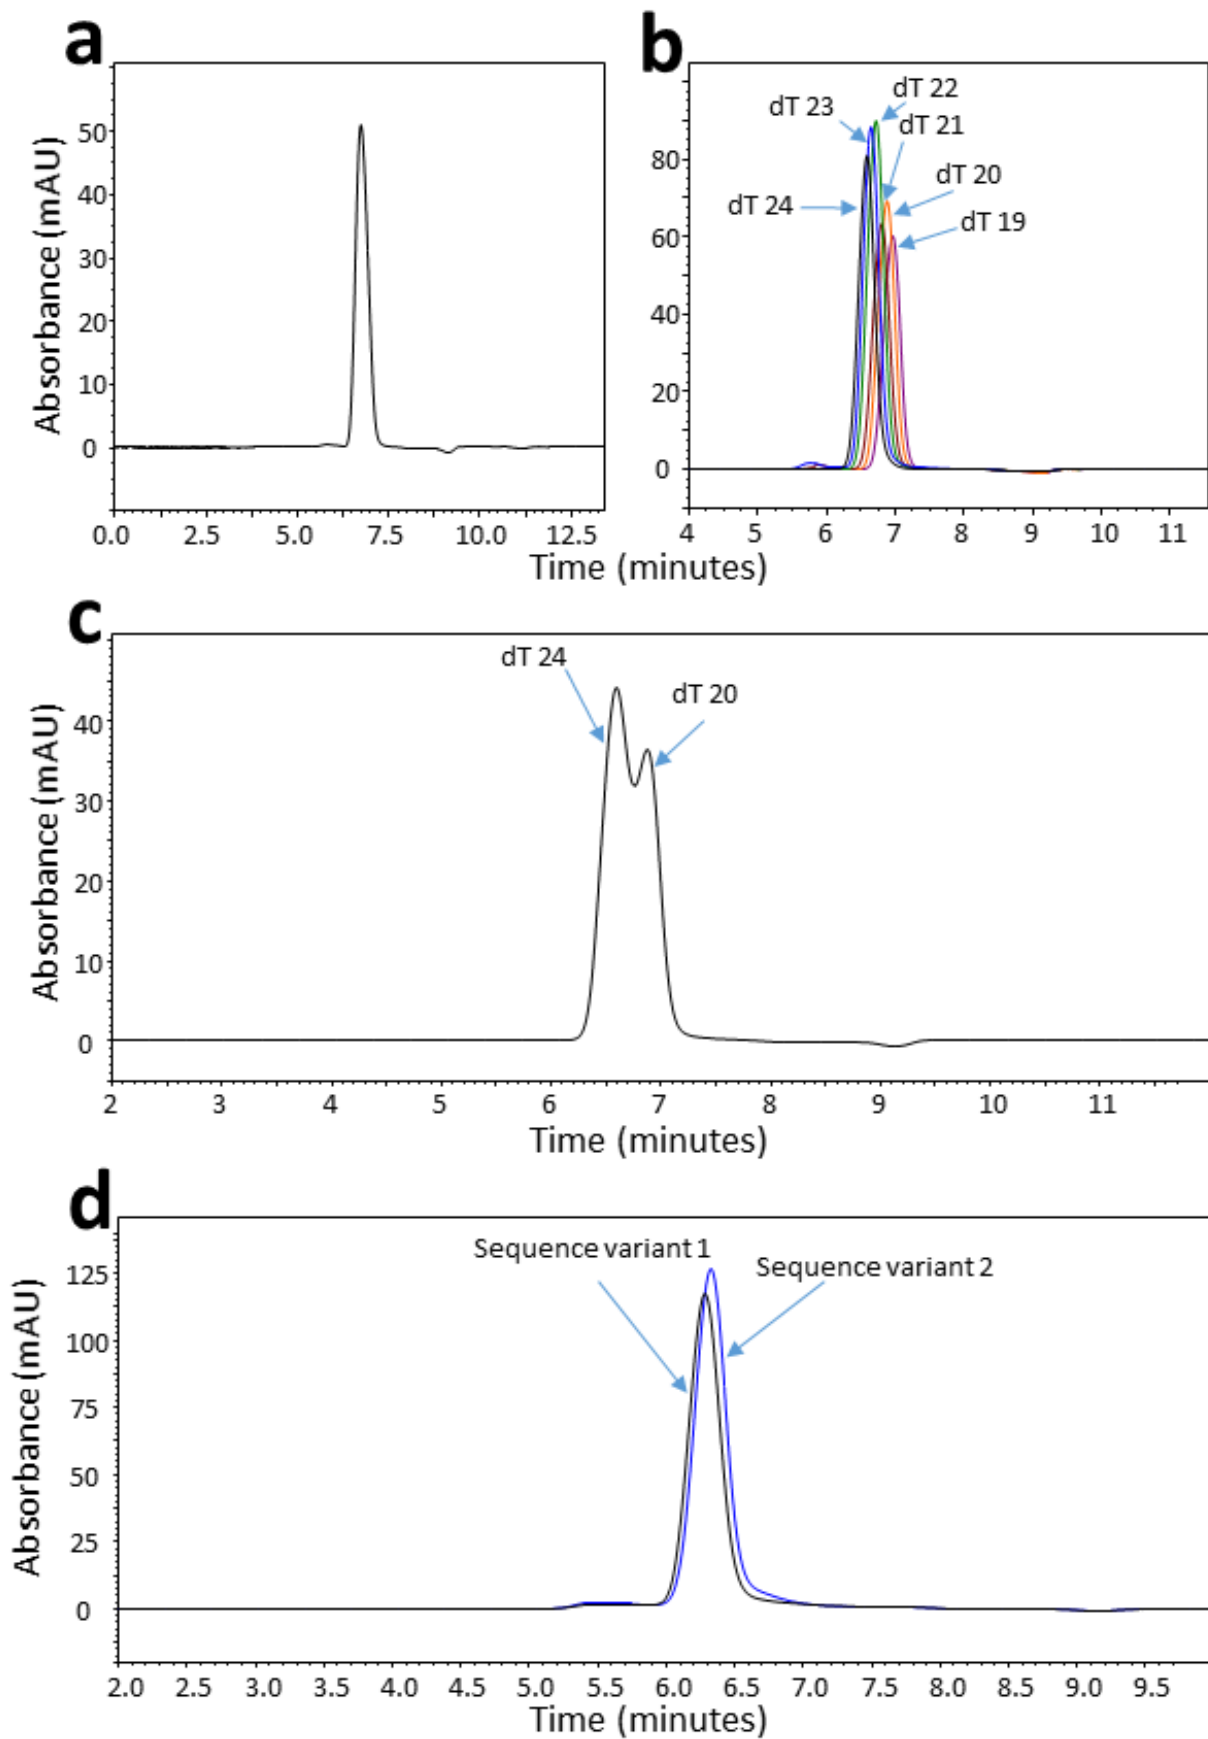 a
b
Absorbance (mAU)
50
40
30
20
10
0
0.0 2.5 5.0 7.5 10.0 12.5
dT 22
dT 23
dT 21
dT 20
dT 24
dT 19
80
60
40
20
0
4 5 6 7 8 9 10 11
Time (minutes)
c
Absorbance (mAU)
dT 24
dT 20
40
30
20
10
0
2 3 4 5 6 7 8 9 10 11
Time (minutes)
d
Absorbance (mAU)
Sequence variant 1
Sequence variant 2
125
100
75
50
25
0
2.0 2.5 3.0 3.5 4.0 4.5 5.0 5.5 6.0 6.5 7.0 7.5 8.0 8.5 9.0 9.5
Time (minutes)